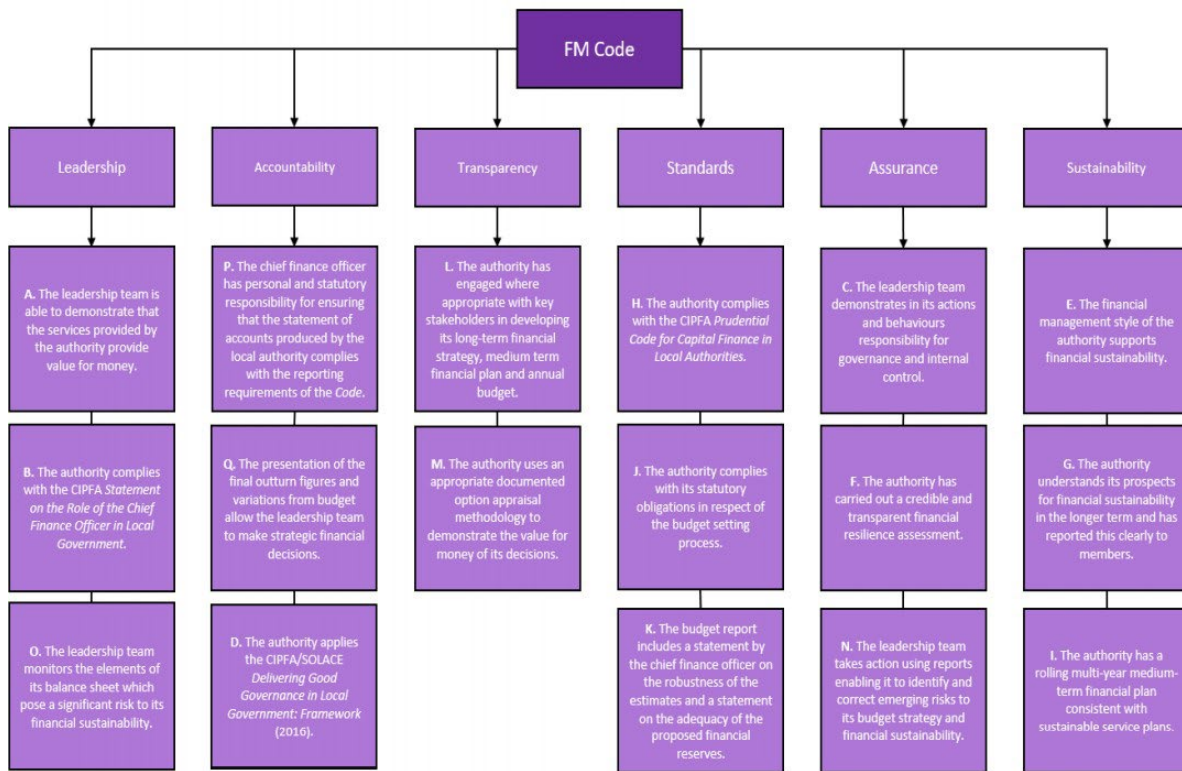 FM Code
Leadership
Accountability
Transparency
Standards
Assurance
Sustainability
A. The leadership team is
able to demonstrate that
the services provided by
the authority provide
value for money.
P. The chief finance officer
has personal and statutory
responsibility for ensuring
that the statement of
accounts produced by the
local authority complies
with the reporting
requirements of the Code.
L. The authority has
engaged where
appropriate with key
stakeholders in developing
its long-term financial
strategy, medium term
financial plan and annual
budget.
H. The authority complies
with the CIPFA Prudential
Code for Capital Finance in
Local Authorities.
C. The leadership team
demonstrates in its actions
and behaviours
responsibility for
governance and internal
control.
E. The financial
management style of the
authority supports
financial sustainability.
B. The authority complies
with the CIPFA Statement
on the Role of the Chief
Finance Officer in Local
Government.
Q. The presentation of the
final outturn figures and
variations from budget
allow the leadership team
to make strategic financial
decisions.
M. The authority uses an
appropriate documented
option appraisal
methodology to
demonstrate the value for
money of its decisions.
J. The authority complies
with its statutory
obligations in respect of
the budget setting
process.
F. The authority has
carried out a credible and
transparent financial
resilience assessment.
G. The authority
understands its prospects
for financial sustainability
in the longer term and has
reported this clearly to
members.
O. The leadership team
monitors the elements of
its balance sheet which
pose a significant risk to its
financial sustainability.
D. The authority applies
the CIPFA/SOLACE
Delivering Good
Governance in Local
Government: Framework
(2016).
K. The budget report
includes a statement by
the chief finance officer on
the robustness of the
estimates and a statement
on the adequacy of the
proposed financial
reserves.
N. The leadership team
takes action using reports
enabling it to identify and
correct emerging risks to
its budget strategy and
financial sustainability.
I. The authority has a
rolling multi-year medium-
term financial plan
consistent with
sustainable service plans.